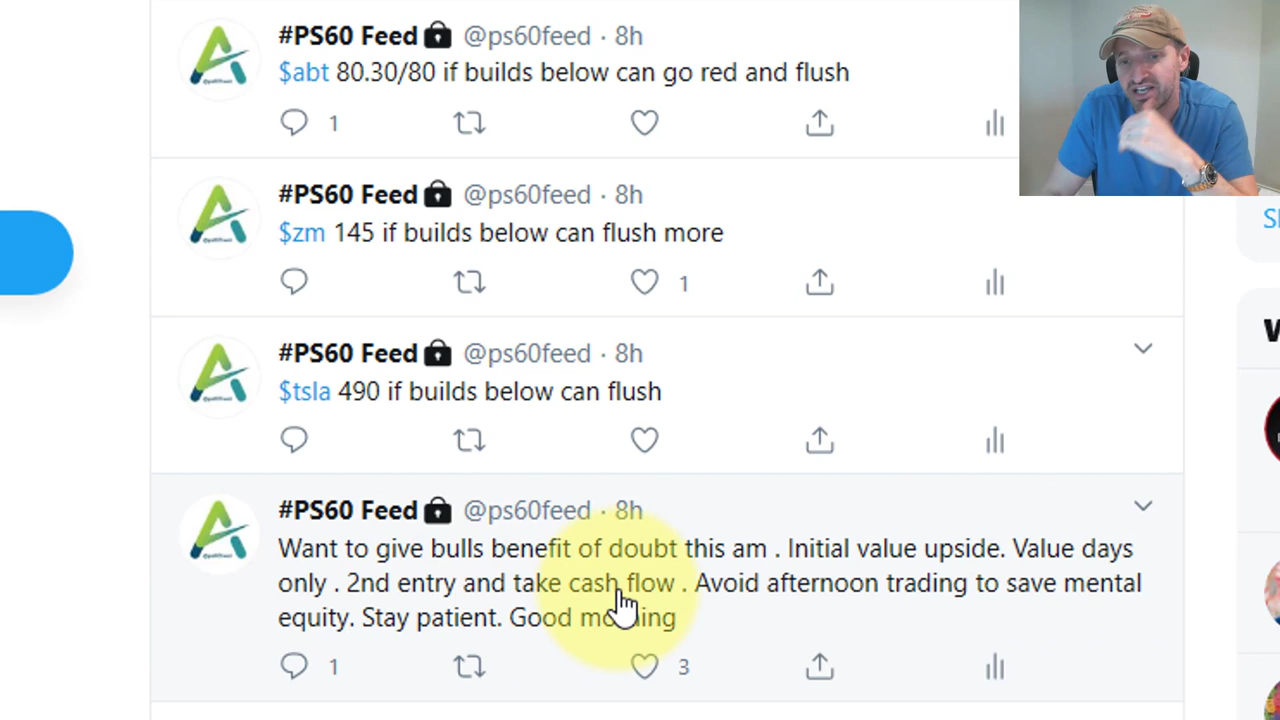 #PS60 Feed @ps60feed · 8h
$abt 80.30/80 if builds below can go red and flush
1
#PS60 Feed @ps60feed · 8h
$zm 145 if builds below can flush more
1
#PS60 Feed @ps60feed · 8h
$tsla 490 if builds below can flush
#PS60 Feed @ps60feed · 8h
Want to give bulls benefit of doubt this am . Initial value upside. Value days
only . 2nd entry and take cash flow . Avoid afternoon trading to save mental
equity. Stay patient. Good morning
1 3